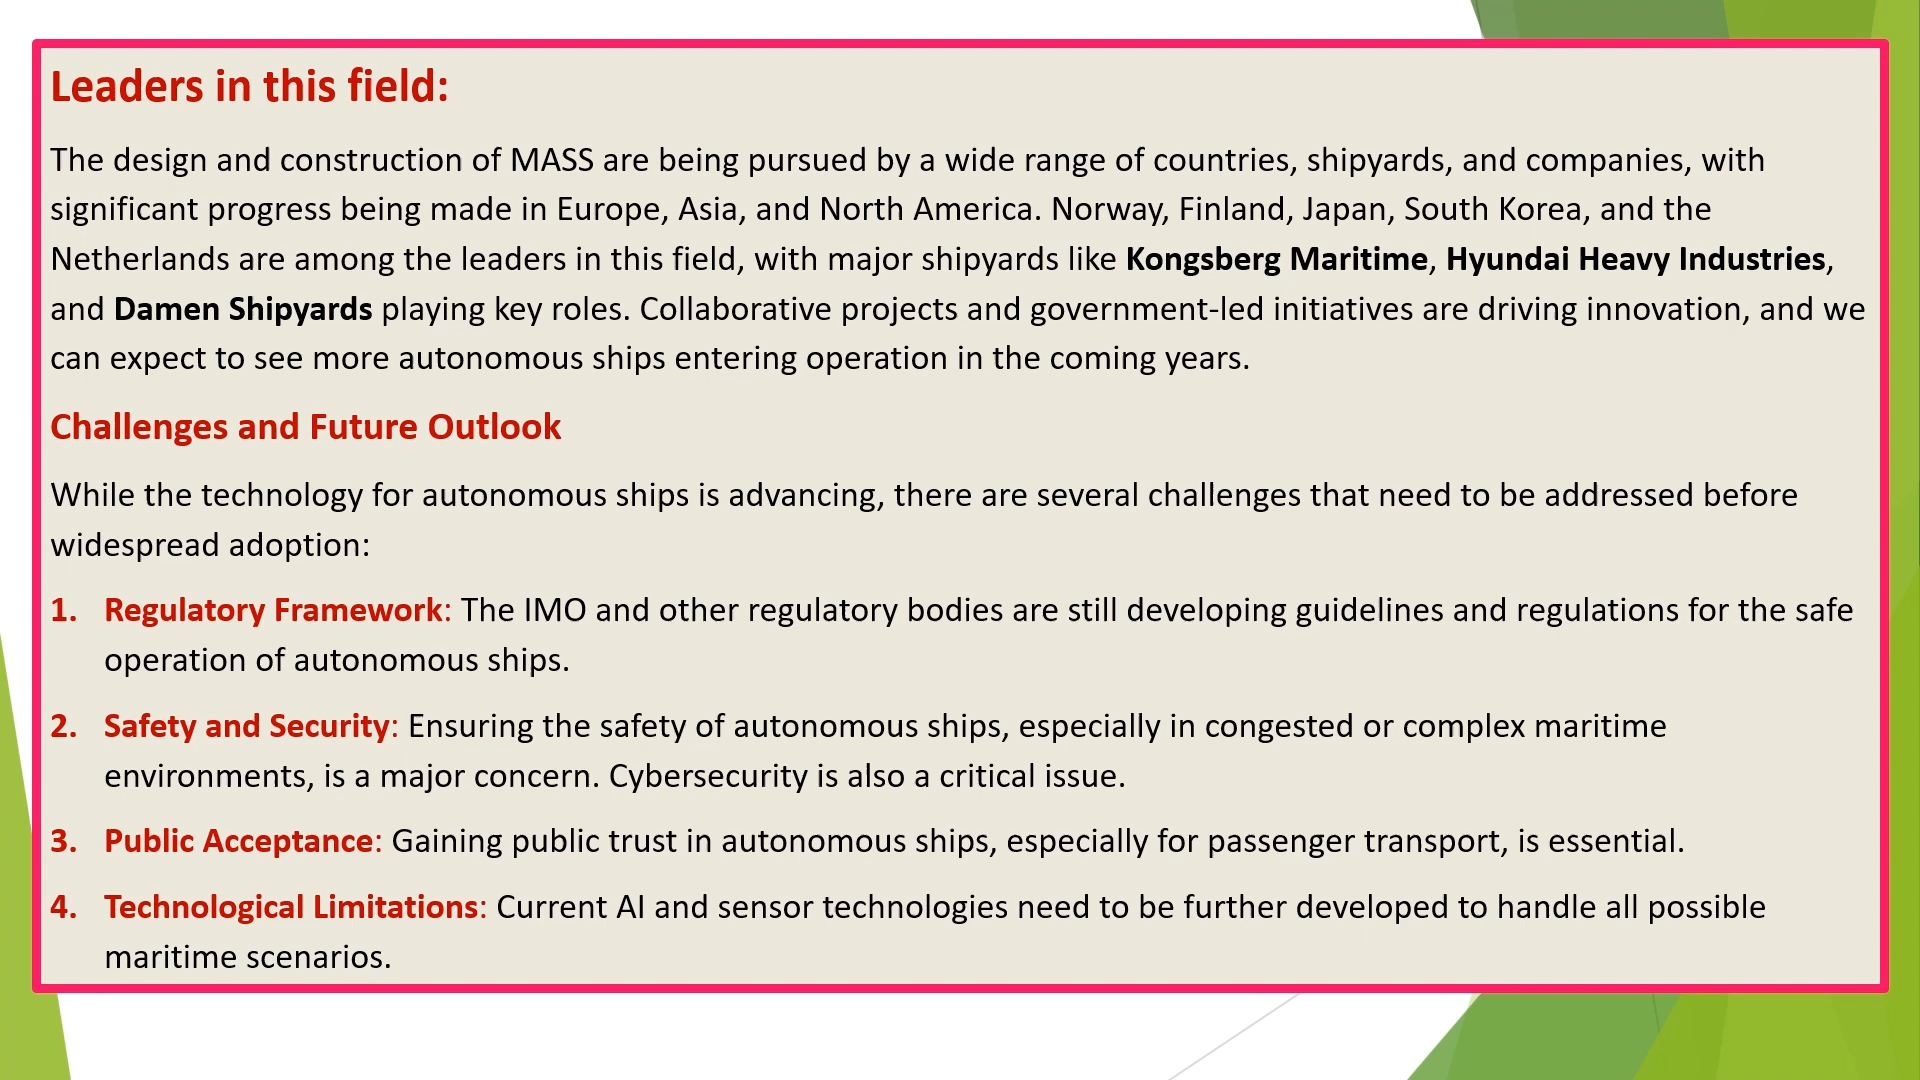 Leaders in this field:
The design and construction of MASS are being pursued by a wide range of countries, shipyards, and companies, with
significant progress being made in Europe, Asia, and North America. Norway, Finland, Japan, South Korea, and the
Netherlands are among the leaders in this field, with major shipyards like Kongsberg Maritime, Hyundai Heavy Industries,
and Damen Shipyards playing key roles. Collaborative projects and government-led initiatives are driving innovation, and we
can expect to see more autonomous ships entering operation in the coming years.
Challenges and Future Outlook
While the technology for autonomous ships is advancing, there are several challenges that need to be addressed before
widespread adoption:
1. Regulatory Framework: The IMO and other regulatory bodies are still developing guidelines and regulations for the safe
operation of autonomous ships.
2. Safety and Security: Ensuring the safety of autonomous ships, especially in congested or complex maritime
environments, is a major concern. Cybersecurity is also a critical issue.
3. Public Acceptance: Gaining public trust in autonomous ships, especially for passenger transport, is essential.
4. Technological Limitations: Current AI and sensor technologies need to be further developed to handle all possible
maritime scenarios.